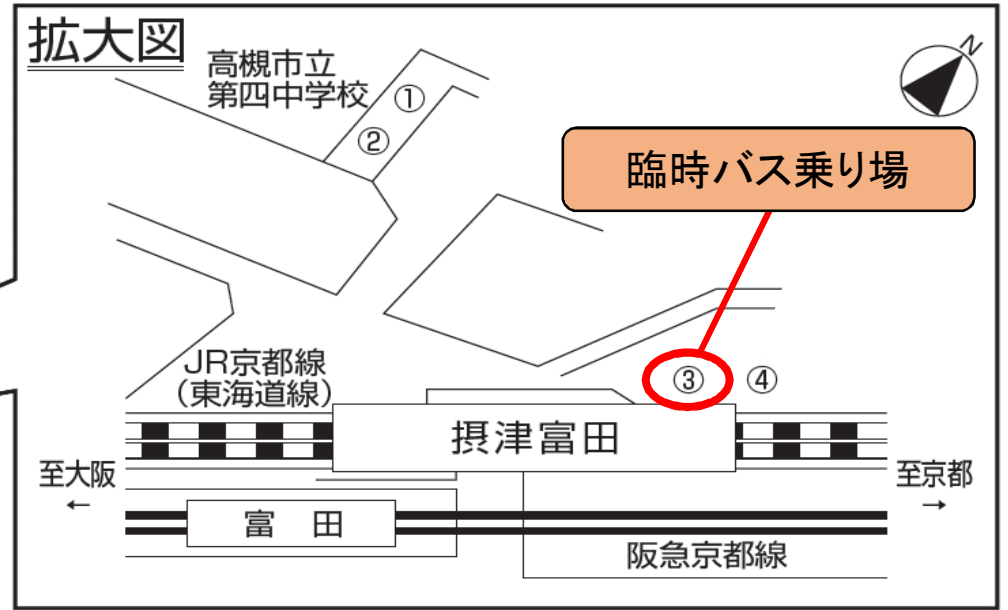 拡大図
高槻市立
第四中学校
①
②
N
臨時バス乗り場
③
④
JR京都線
(東海道線)
摂津富田
至大阪
←
至京都
→
富 田
阪急京都線